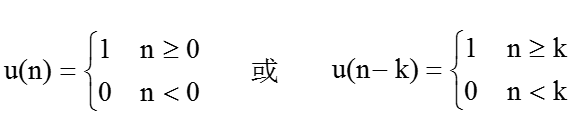 u(n) = { 1 n ≥ 0 或 u(n– k) = { 1 n ≥ k
0 n < 0 0 n < k